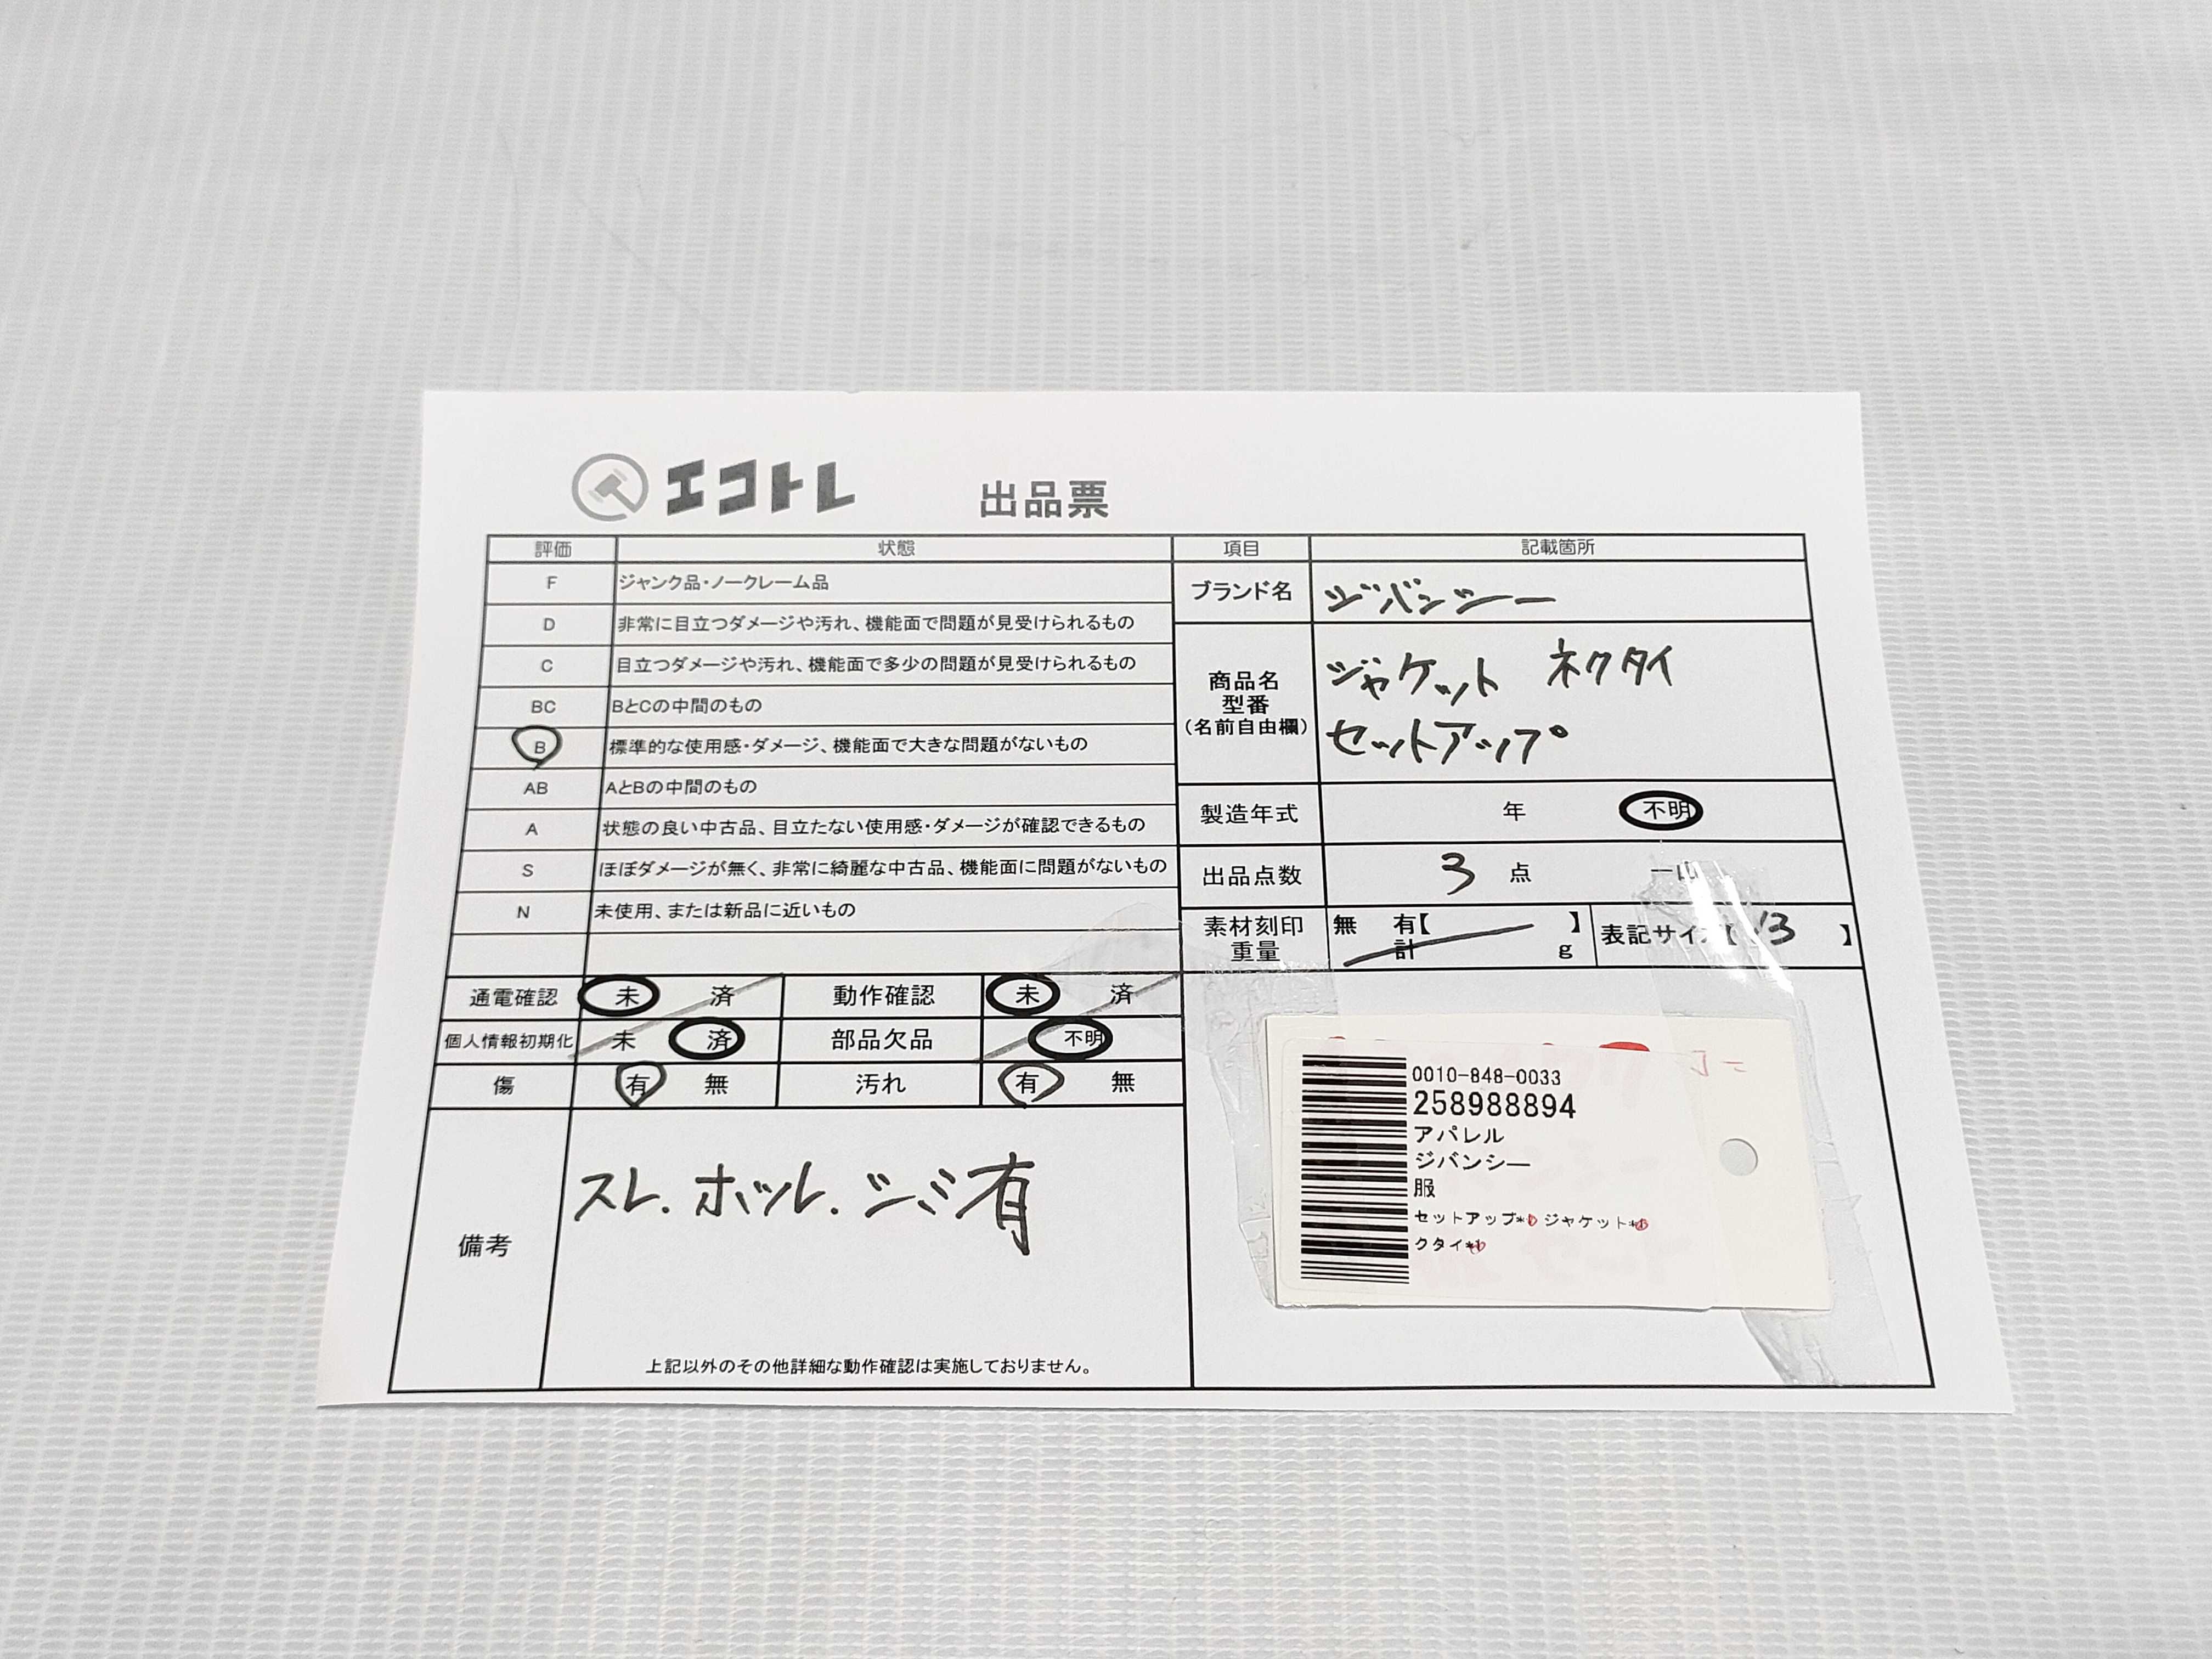 エコトレ 出品票
評価 状態 項目 記載箇所
F ジャンク品・ノークレーム品
D 非常に目立つダメージや汚れ、機能面で問題が見受けられるもの
C 目立つダメージや汚れ、機能面で多少の問題が見受けられるもの
BC BとCの中間のもの
B 標準的な使用感・ダメージ、機能面で大きな問題がないもの
AB AとBの中間のもの
A 状態の良い中古品、目立たない使用感・ダメージが確認できるもの
S ほぼダメージが無く、非常に綺麗な中古品、機能面に問題がないもの
N 未使用、または新品に近いもの
ブランド名 ジバンシー
商品名
型番
(名前自由欄)
ジャケット ネクタイ
セットアップ
製造年式 年 不明
出品点数 3 点 一山
素材刻印 無 有【 】
重量 計 g
表記サイズ【 13 】
通電確認 未 済 動作確認 未 済
個人情報初期化 未 済 部品欠品 不明
傷 有 無 汚れ 有 無
備考
スレ.ホツレ.シミ有
上記以外のその他詳細な動作確認は実施しておりません。
0010-848-0033
258988894
アパレル
ジバンシー
服
セットアップ* ジャケット*
クタイ*